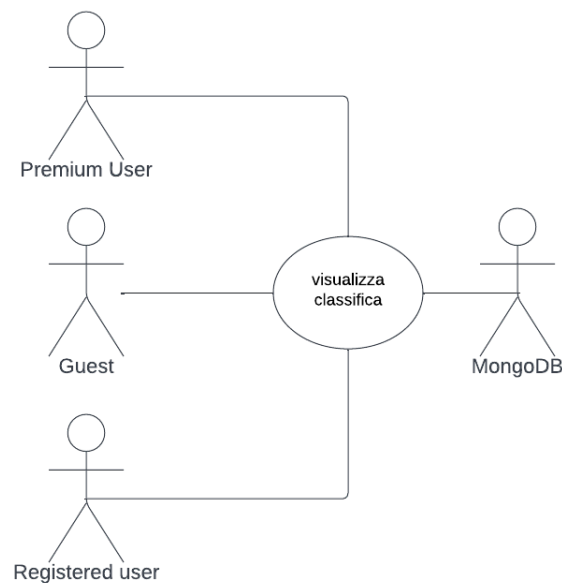 Premium User
visualizza
classifica
Guest
MongoDB
Registered user